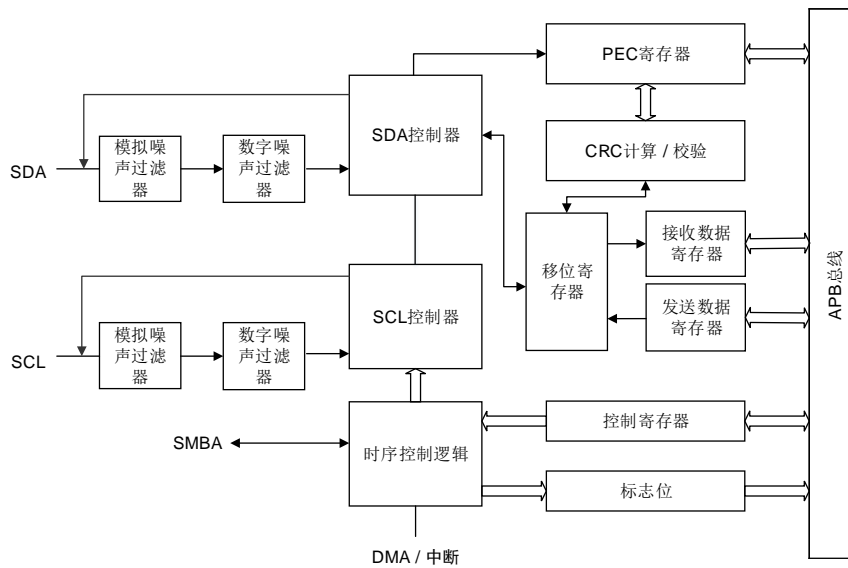 PEC寄存器
SDA控制器
CRC计算 / 校验
SDA
模拟噪
声过滤
器
数字噪
声过滤
器
移位寄
存器
接收数据
寄存器
发送数据
寄存器
APB总线
SCL控制器
SCL
模拟噪
声过滤
器
数字噪
声过滤
器
SMBA
时序控制逻辑
控制寄存器
标志位
DMA / 中断